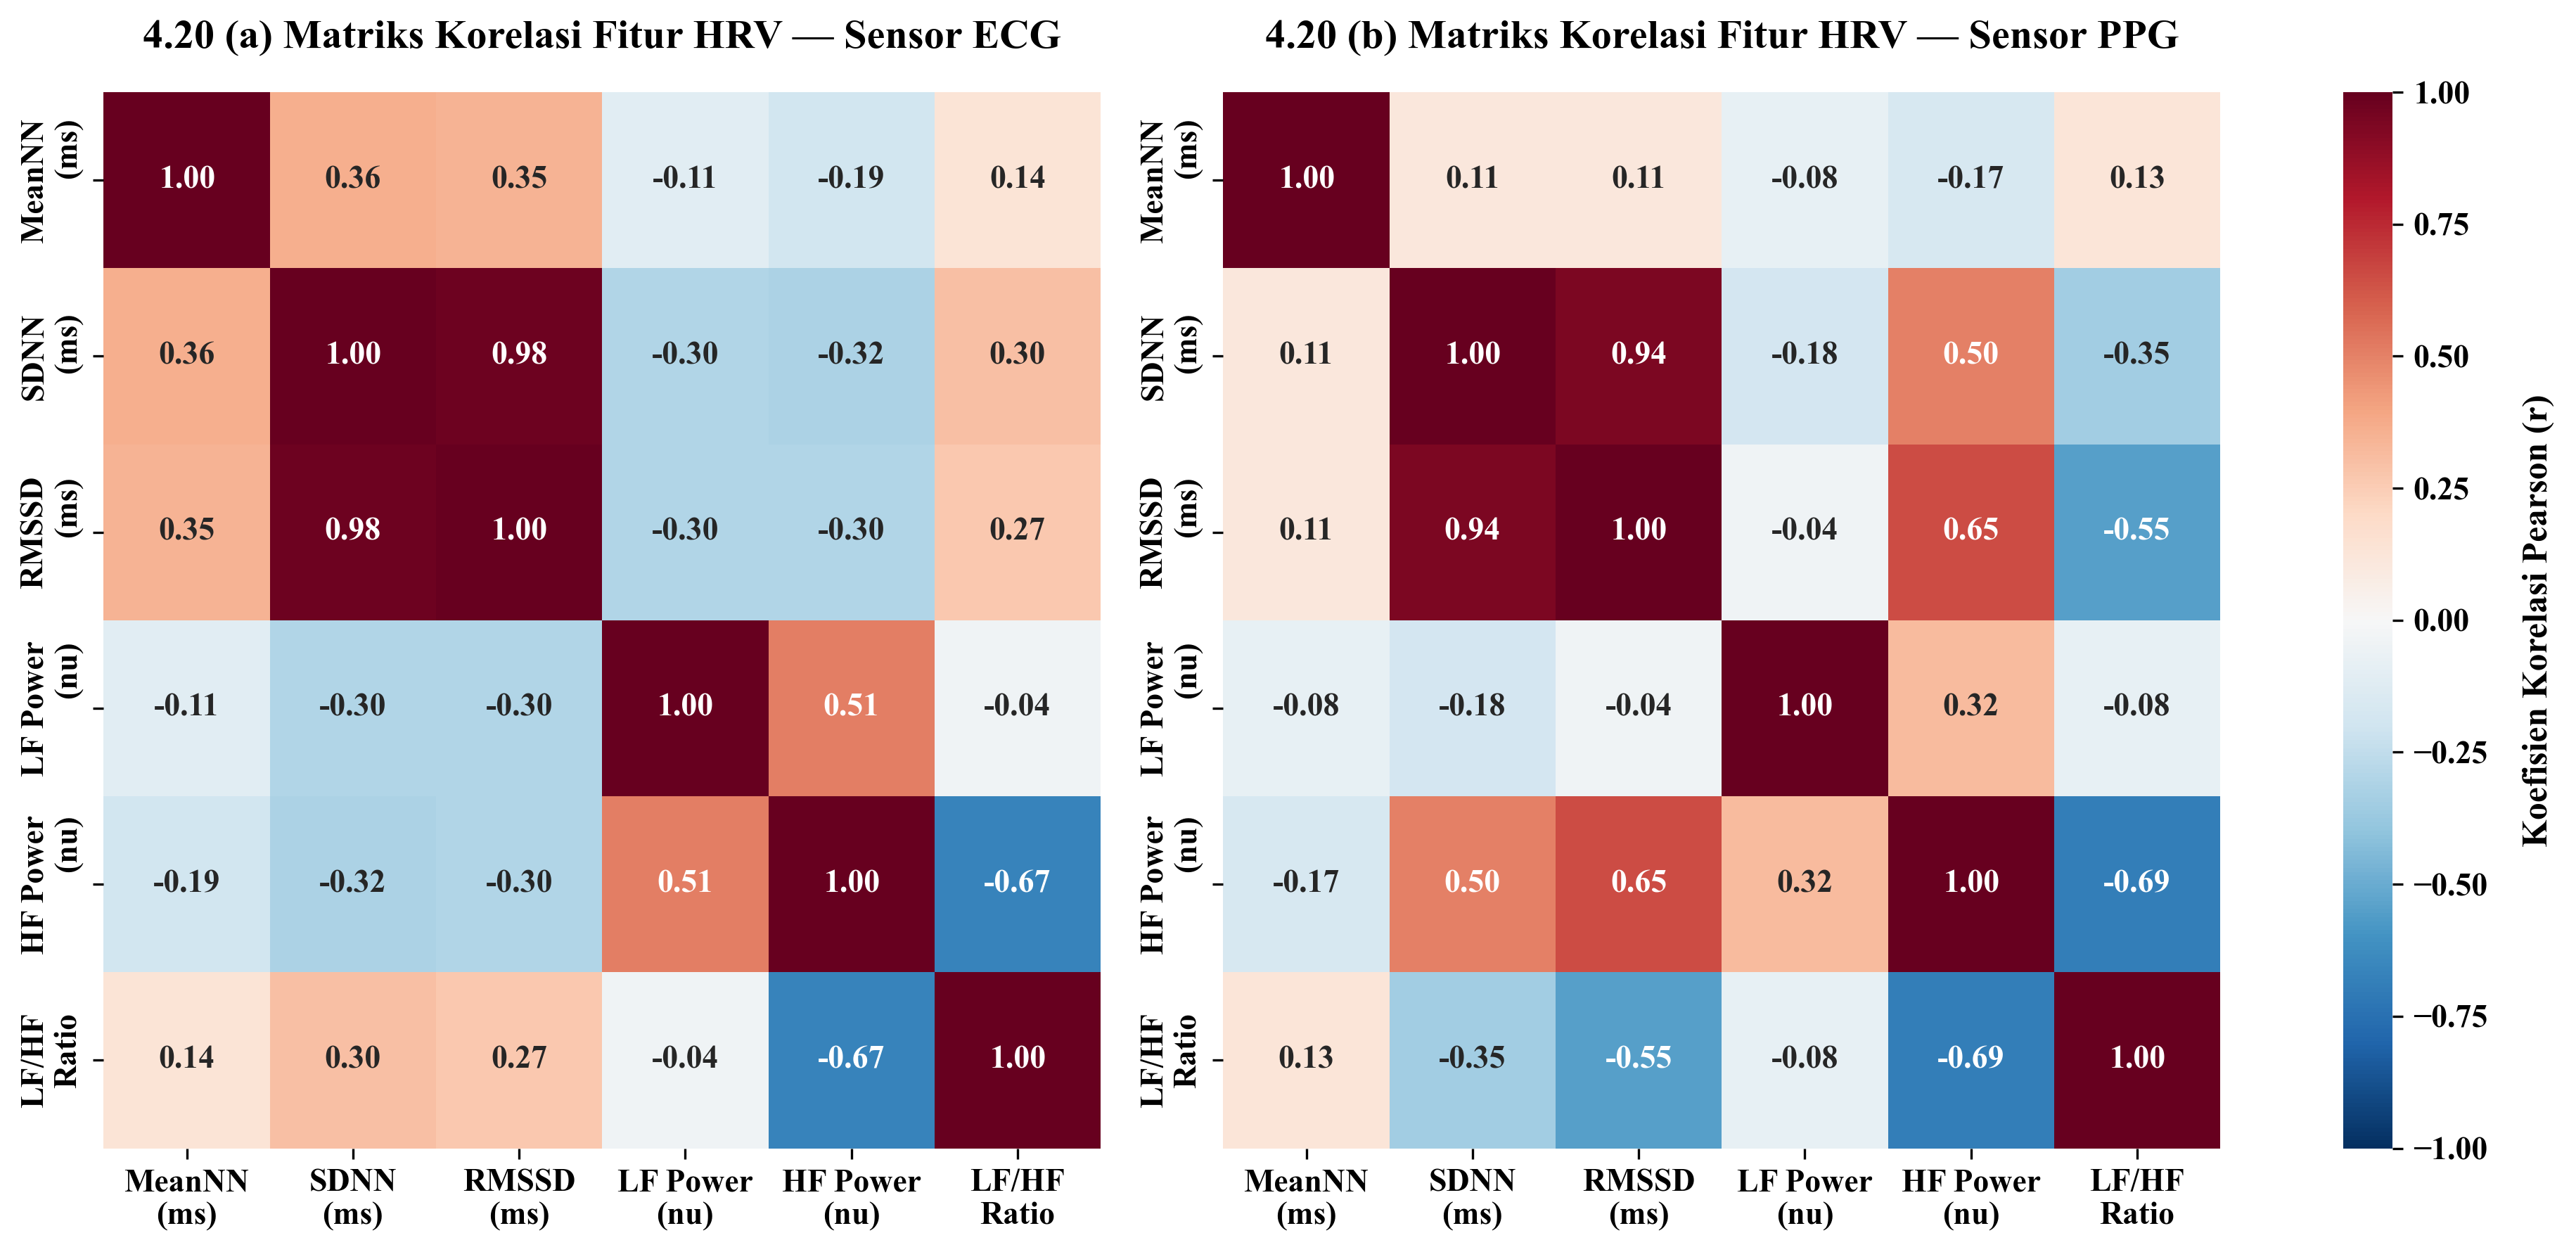 4.20 (a) Matriks Korelasi Fitur HRV — Sensor ECG
MeanNN
(ms)
1.00 0.36 0.35 -0.11 -0.19 0.14
SDNN
(ms)
0.36 1.00 0.98 -0.30 -0.32 0.30
RMSSD
(ms)
0.35 0.98 1.00 -0.30 -0.30 0.27
LF Power
(nu)
-0.11 -0.30 -0.30 1.00 0.51 -0.04
HF Power
(nu)
-0.19 -0.32 -0.30 0.51 1.00 -0.67
LF/HF
Ratio
0.14 0.30 0.27 -0.04 -0.67 1.00
MeanNN SDNN RMSSD LF Power HF Power LF/HF
(ms) (ms) (ms) (nu) (nu) Ratio
4.20 (b) Matriks Korelasi Fitur HRV — Sensor PPG
MeanNN
(ms)
1.00 0.11 0.11 -0.08 -0.17 0.13
SDNN
(ms)
0.11 1.00 0.94 -0.18 0.50 -0.35
RMSSD
(ms)
0.11 0.94 1.00 -0.04 0.65 -0.55
LF Power
(nu)
-0.08 -0.18 -0.04 1.00 0.32 -0.08
HF Power
(nu)
-0.17 0.50 0.65 0.32 1.00 -0.69
LF/HF
Ratio
0.13 -0.35 -0.55 -0.08 -0.69 1.00
MeanNN SDNN RMSSD LF Power HF Power LF/HF
(ms) (ms) (ms) (nu) (nu) Ratio
1.00
0.75
0.50
0.25
0.00
−0.25
−0.50
−0.75
−1.00
Koefisien Korelasi Pearson (r)